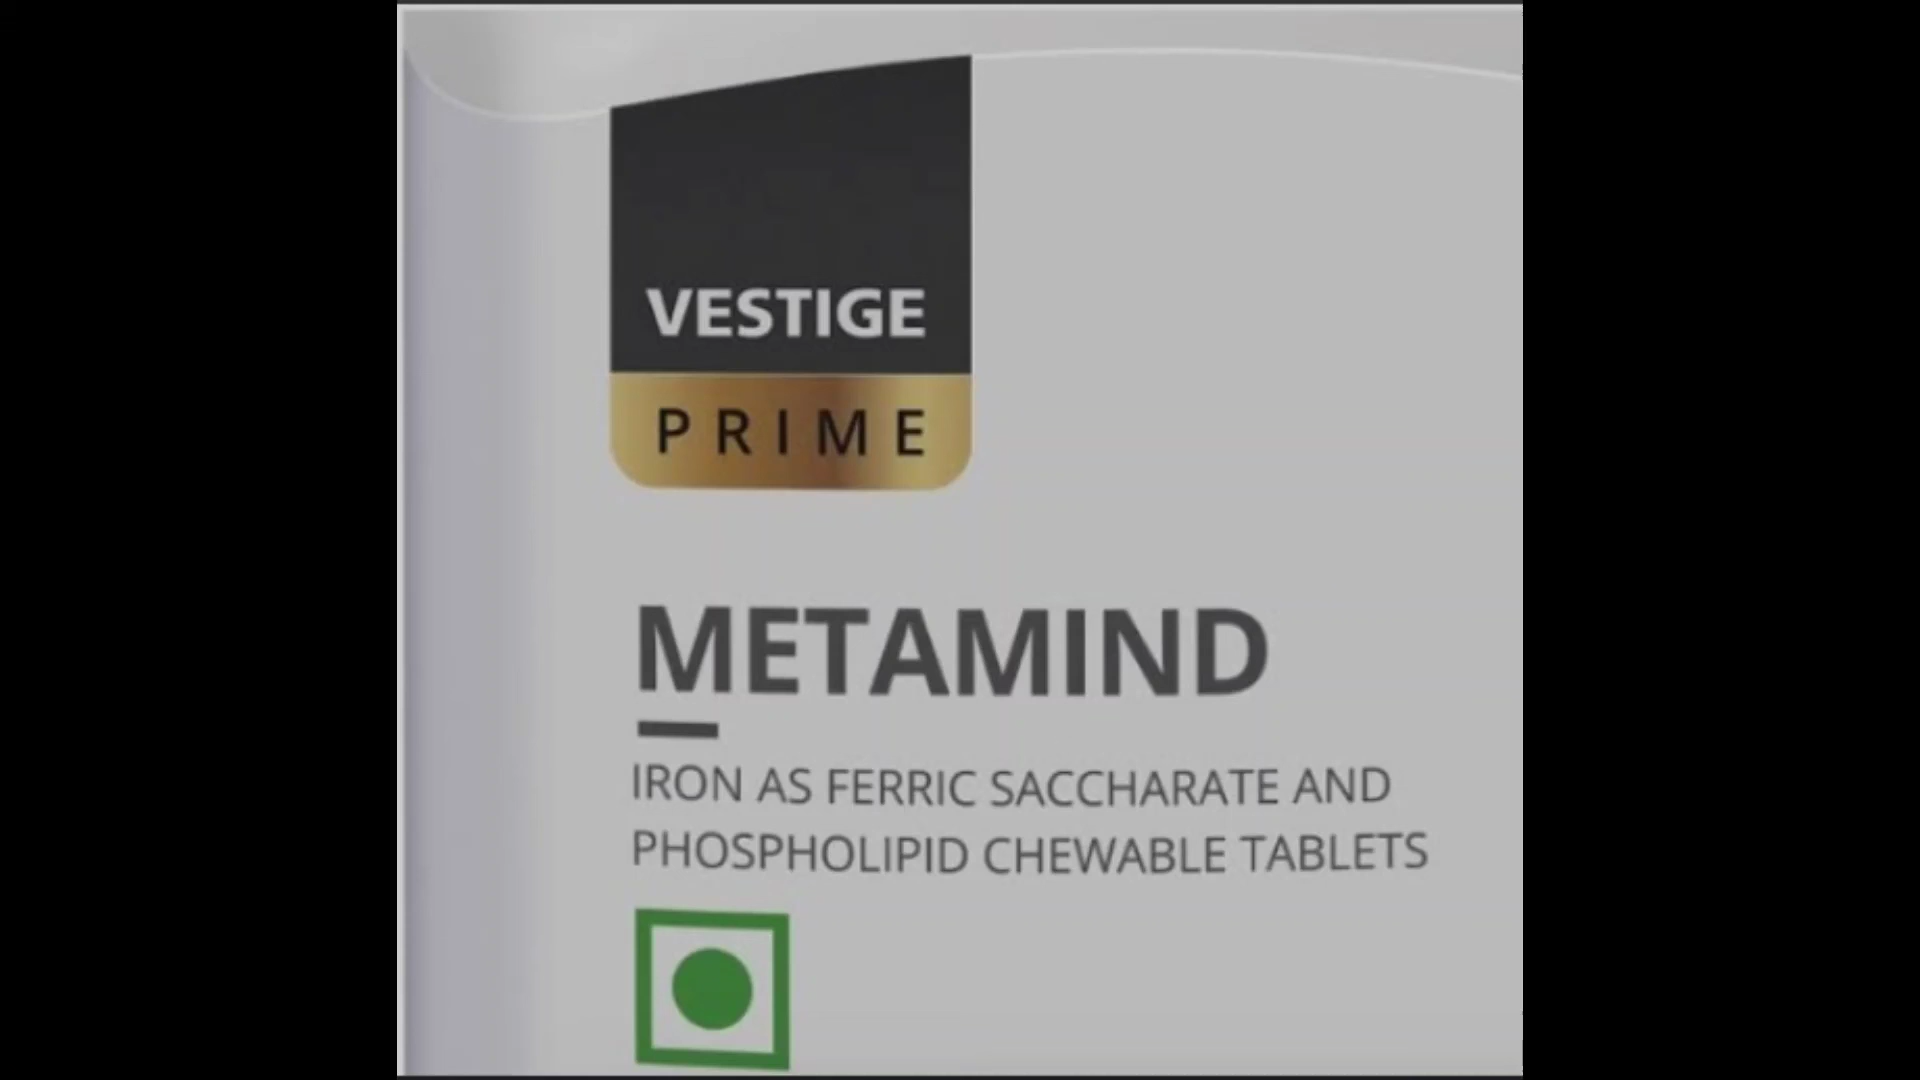 VESTIGE
PRIME
METAMIND
IRON AS FERRIC SACCHARATE AND
PHOSPHOLIPID CHEWABLE TABLETS